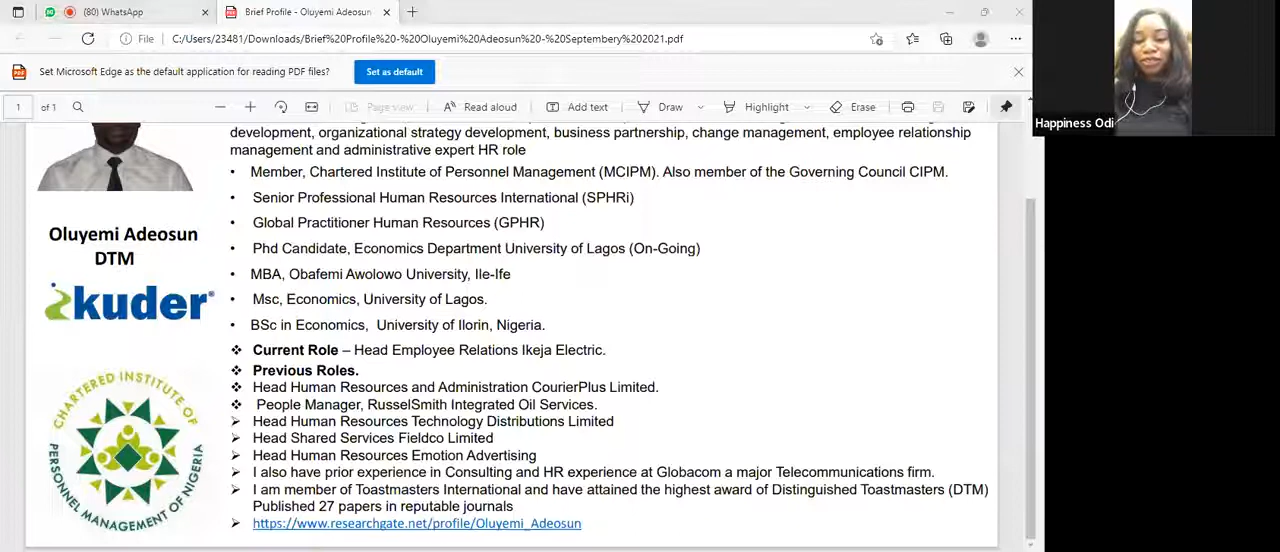 (80) WhatsApp
Brief Profile - Oluyemi Adeosun
File
C:/Users/23481/Downloads/Brief%20Profile%20-%20Oluyemi%20Adeosun%20-%20Septembery%202021.pdf
Set Microsoft Edge as the default application for reading PDF files?
Set as default
1 of 1
Page view
Read aloud
Add text
Draw
Highlight
Erase
Happiness Odi
development, organizational strategy development, business partnership, change management, employee relationship
management and administrative expert HR role
• Member, Chartered Institute of Personnel Management (MCIPM). Also member of the Governing Council CIPM.
• Senior Professional Human Resources International (SPHRi)
• Global Practitioner Human Resources (GPHR)
• Phd Candidate, Economics Department University of Lagos (On-Going)
• MBA, Obafemi Awolowo University, Ile-Ife
• Msc, Economics, University of Lagos.
• BSc in Economics, University of Ilorin, Nigeria.
❖ Current Role – Head Employee Relations Ikeja Electric.
❖ Previous Roles.
❖ Head Human Resources and Administration CourierPlus Limited.
❖ People Manager, RusselSmith Integrated Oil Services.
➢ Head Human Resources Technology Distributions Limited
➢ Head Shared Services Fieldco Limited
➢ Head Human Resources Emotion Advertising
➢ I also have prior experience in Consulting and HR experience at Globacom a major Telecommunications firm.
➢ I am member of Toastmasters International and have attained the highest award of Distinguished Toastmasters (DTM)
Published 27 papers in reputable journals
➢ https://www.researchgate.net/profile/Oluyemi_Adeosun
Oluyemi Adeosun
DTM
kuder®
CHARTERED INSTITUTE OF
PERSONNEL MANAGEMENT OF NIGERIA